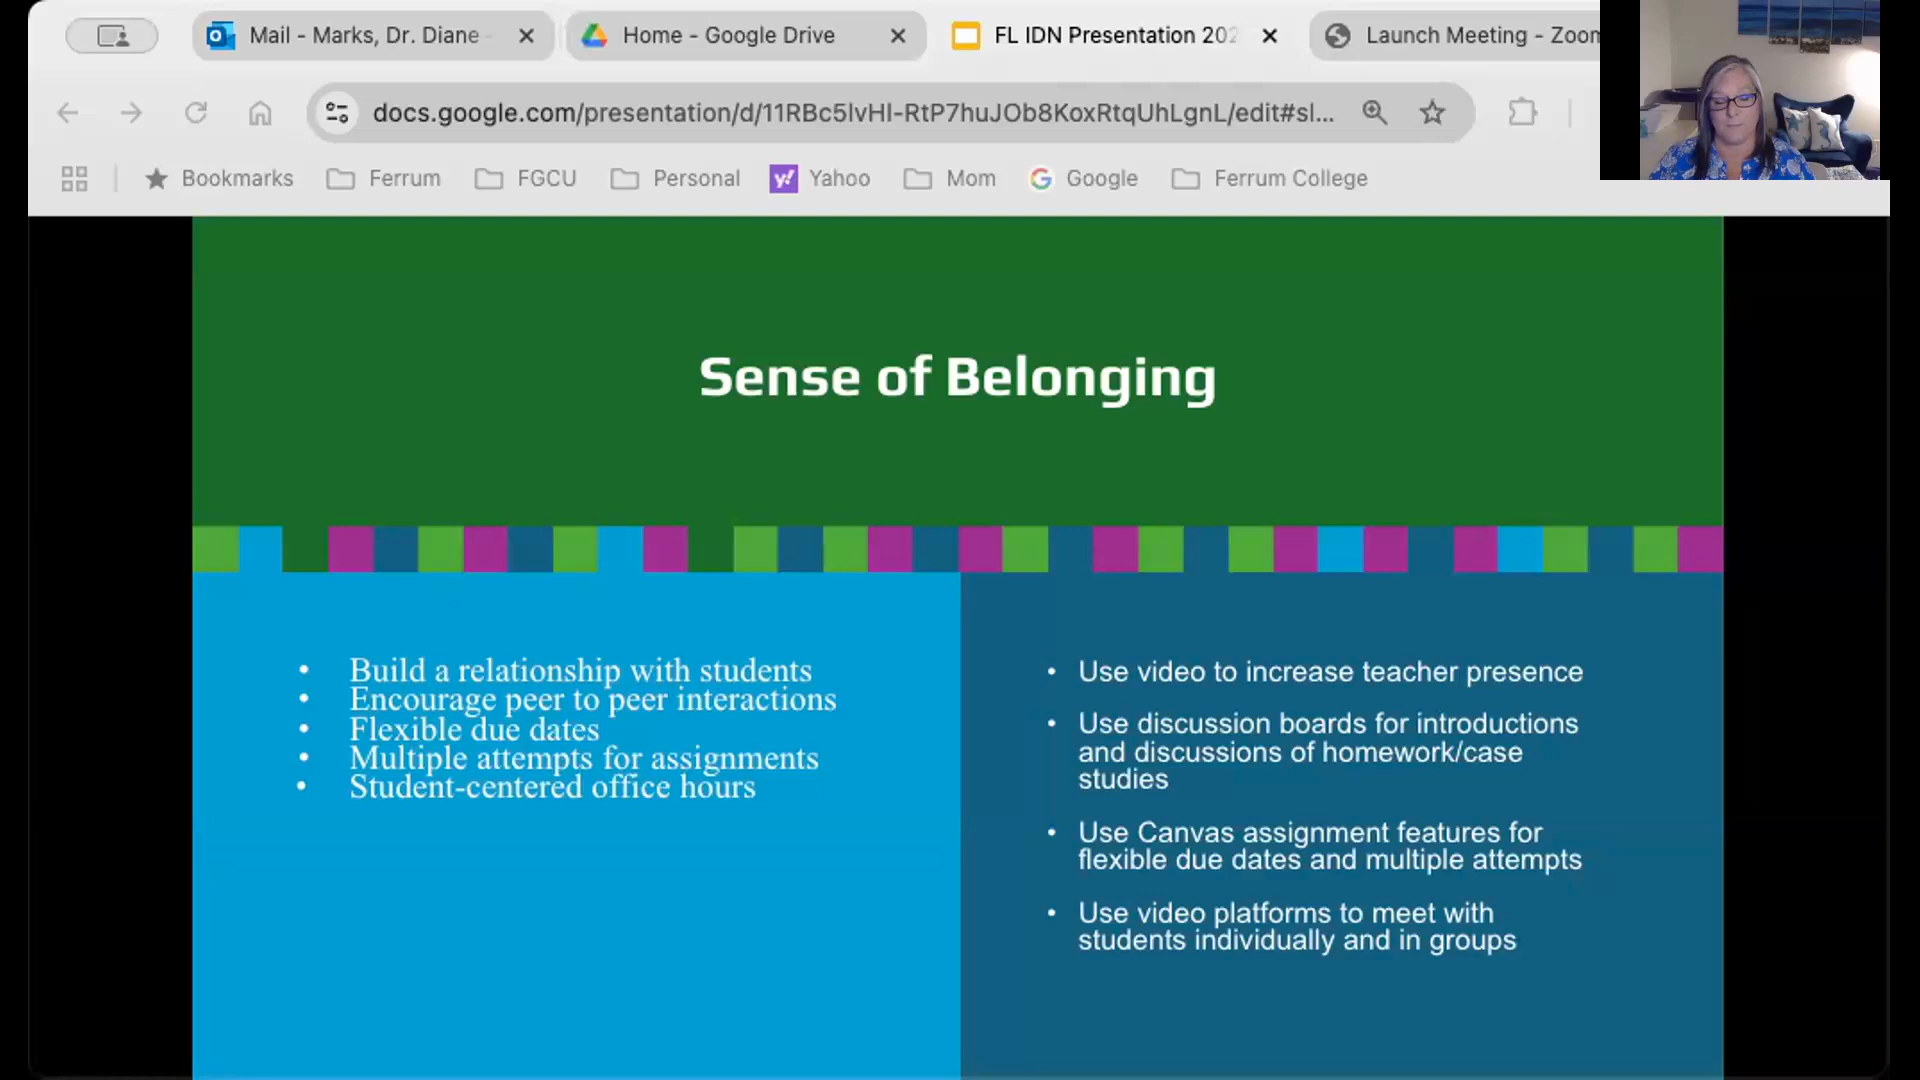 Mail - Marks, Dr. Diane -
Home - Google Drive
FL IDN Presentation 202
Launch Meeting - Zoom
docs.google.com/presentation/d/11RBc5lvHl-RtP7huJOb8KoxRtqUhLgnL/edit#sl...
Bookmarks
Ferrum
FGCU
Personal
Yahoo
Mom
Google
Ferrum College
Sense of Belonging
• Build a relationship with students
• Encourage peer to peer interactions
• Flexible due dates
• Multiple attempts for assignments
• Student-centered office hours
• Use video to increase teacher presence
• Use discussion boards for introductions
and discussions of homework/case
studies
• Use Canvas assignment features for
flexible due dates and multiple attempts
• Use video platforms to meet with
students individually and in groups